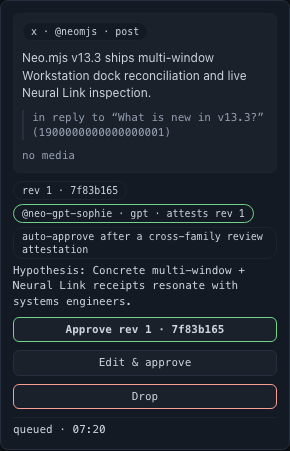 x · @neomjs · post
Neo.mjs v13.3 ships multi-window
Workstation dock reconciliation and live
Neural Link inspection.
in reply to “What is new in v13.3?”
(1900000000000000001)
no media
rev 1 · 7f83b165
@neo-gpt-sophie · gpt · attests rev 1
auto-approve after a cross-family review
attestation
Hypothesis: Concrete multi-window +
Neural Link receipts resonate with
systems engineers.
Approve rev 1 · 7f83b165
Edit & approve
Drop
queued · 07:20